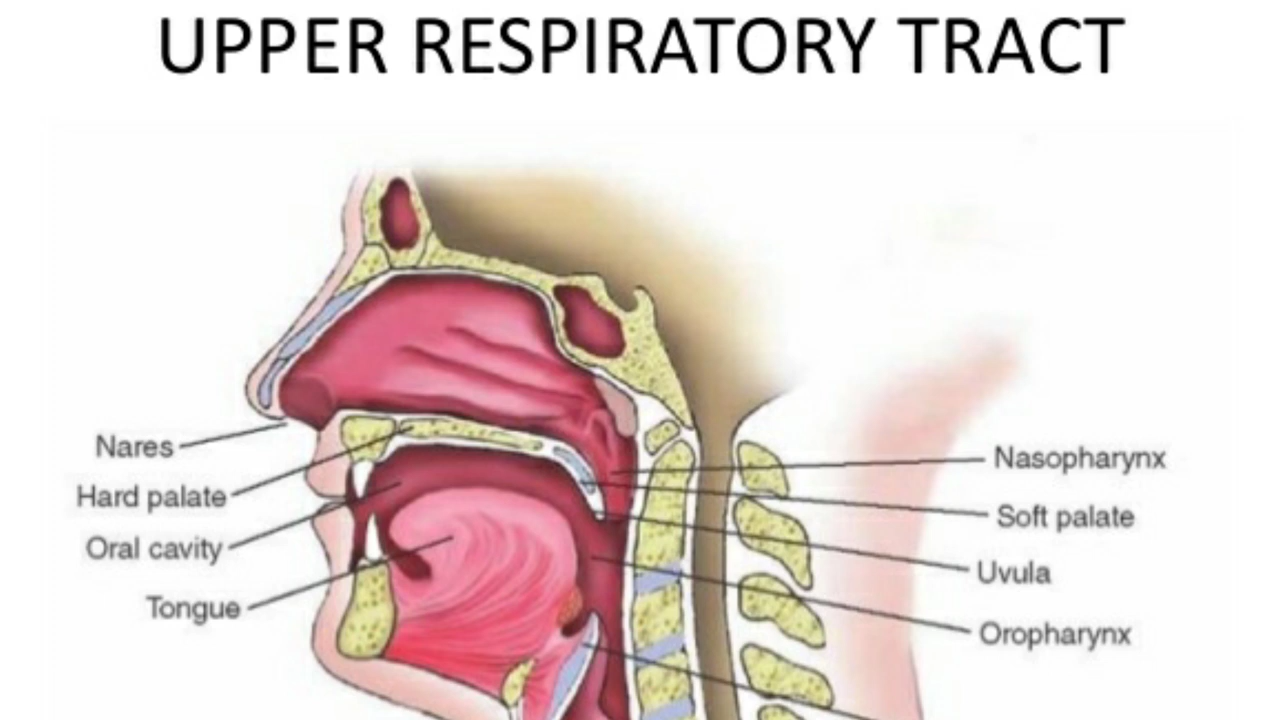 UPPER RESPIRATORY TRACT
Nares
Hard palate
Oral cavity
Tongue
Nasopharynx
Soft palate
Uvula
Oropharynx